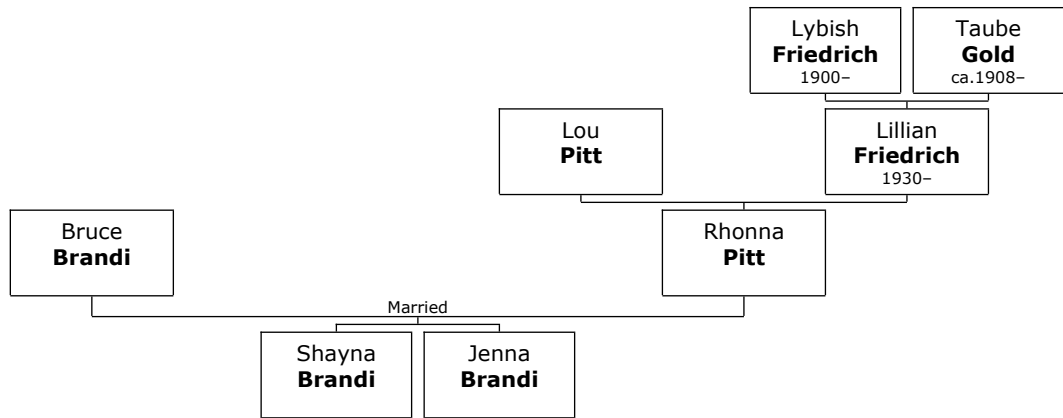 Lybish
Friedrich
1900–
Taube
Gold
ca.1908–
Lou
Pitt
Lillian
Friedrich
1930–
Bruce
Brandi
Rhonna
Pitt
Married
Shayna
Brandi
Jenna
Brandi